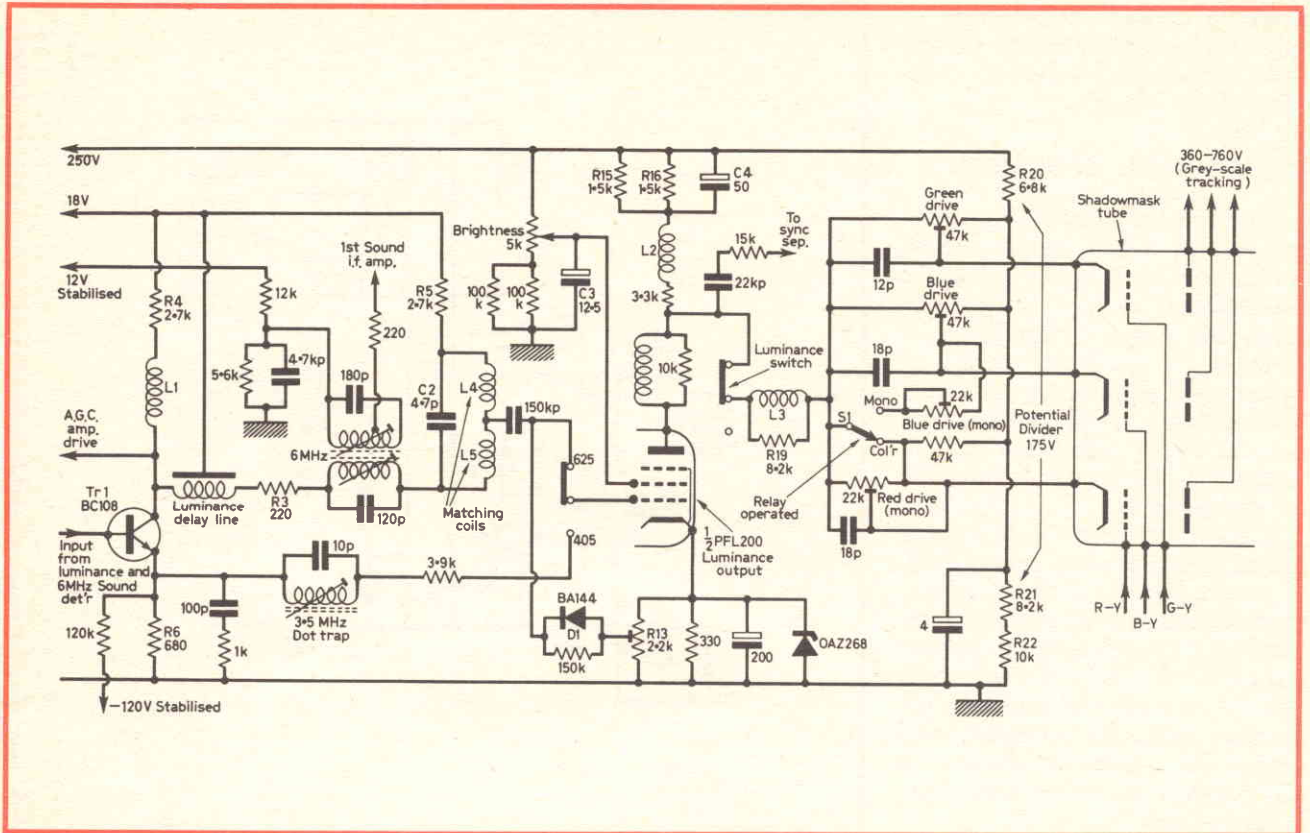 250V
18V
12V
Stabilised
R4
2·7k
L1
A.G.C.
amp.
drive
Tr1
BC108
Input
from
luminance and
6MHz Sound
det'r
120k
R6
680
-120V Stabilised
Luminance
delay line
R3
220
12k
5·6k
4·7kp
180p
6MHz
120p
1st Sound
i.f. amp.
220
R5
2·7k
C2
4·7p
L4
L5
Matching
coils
150kp
100p
1k
10p
3·5 MHz
Dot trap
3·9k
Brightness
5k
100
k
100
k
C3
12·5
625
405
BA144
D1
150k
R13
2·2k
330
200
OAZ268
½PFL200
Luminance
output
R15
1·5k
R16
1·5k
C4
50
L2
3·3k
10k
To
sync
sep.
15k
22kp
Luminance
switch
L3
R19
8·2k
Relay
operated
Green
drive
47k
12p
Blue
drive
47k
18p
Mono
22k
Blue drive (mono)
S1
Col'r
47k
22k
Red drive
(mono)
18p
R20
6·8k
Potential
Divider
175V
4
R21
8·2k
R22
10k
Shadowmask
tube
360-760V
(Grey-scale
tracking)
R-Y
B-Y
G-Y